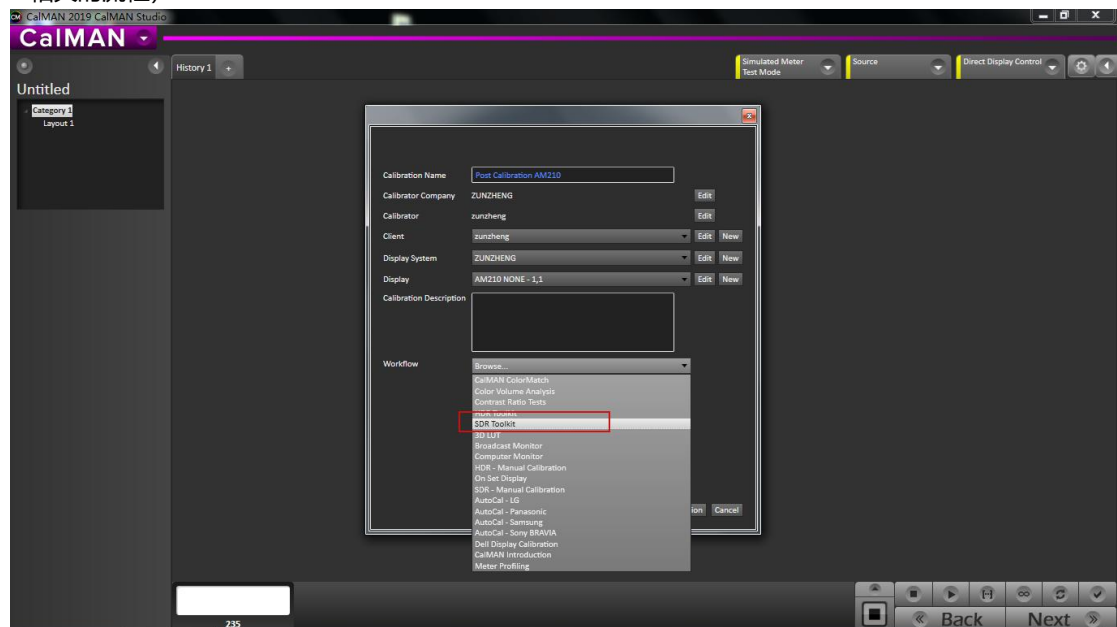 CalMAN 2019 CalMAN Studio
CalMAN
History 1 +
Simulated Meter
Test Mode
Source
Direct Display Control
Untitled
Category 1
Layout 1
Calibration Name
Post Calibration AM210
Calibrator Company
ZUNZHENG
Edit
Calibrator
zunzheng
Edit
Client
zunzheng
Edit New
Display System
ZUNZHENG
Edit New
Display
AM210 NONE - 1,1
Edit New
Calibration Description
Workflow
Browse...
CalMAN ColorMatch
Color Volume Analysis
Contrast Ratio Tests
HDR Toolkit
SDR Toolkit
3D LUT
Broadcast Monitor
Computer Monitor
HDR - Manual Calibration
On Set Display
SDR - Manual Calibration
AutoCal - LG
AutoCal - Panasonic
AutoCal - Samsung
AutoCal - Sony BRAVIA
Dell Display Calibration
CalMAN Introduction
Meter Profiling
ion Cancel
235
Back Next